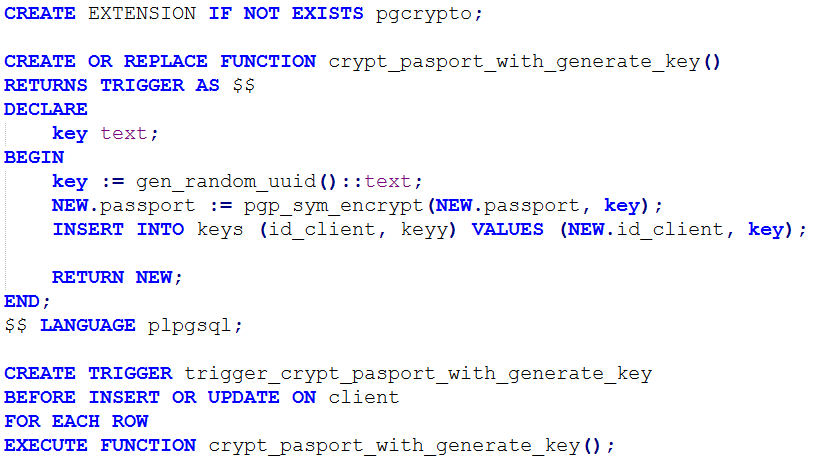 CREATE EXTENSION IF NOT EXISTS pgcrypto;
CREATE OR REPLACE FUNCTION crypt_pasport_with_generate_key()
RETURNS TRIGGER AS $$
DECLARE
    key text;
BEGIN
    key := gen_random_uuid()::text;
    NEW.passport := pgp_sym_encrypt(NEW.passport, key);
    INSERT INTO keys (id_client, keyy) VALUES (NEW.id_client, key);
    RETURN NEW;
END;
$$ LANGUAGE plpgsql;
CREATE TRIGGER trigger_crypt_pasport_with_generate_key
BEFORE INSERT OR UPDATE ON client
FOR EACH ROW
EXECUTE FUNCTION crypt_pasport_with_generate_key();